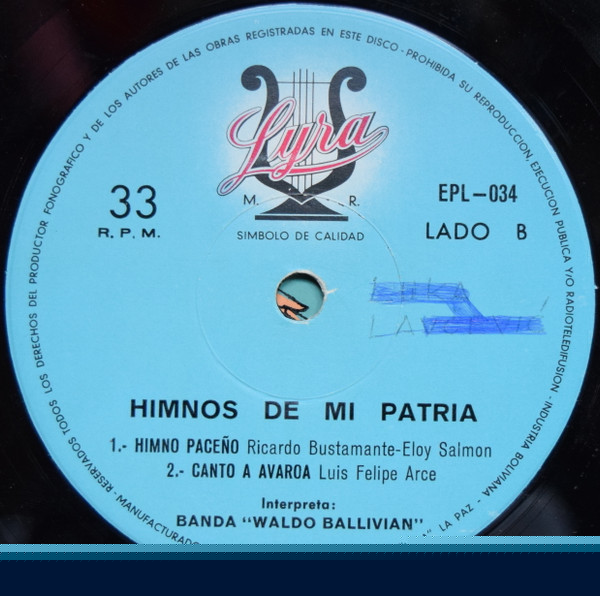 RESERVADOS TODOS LOS DERECHOS DEL PRODUCTOR FONOGRAFICO Y DE LOS AUTORES DE LAS OBRAS REGISTRADAS EN ESTE DISCO - PROHIBIDA SU REPRODUCCION, EJECUCION PUBLICA Y/O RADIOTELEDIFUSION - INDUSTRIA BOLIVIANA -
MANUFACTURADO
LA PAZ -
Lyra
M. R.
SIMBOLO DE CALIDAD
33
R. P. M.
EPL-034
LADO B
HIMNOS DE MI PATRIA
1.- HIMNO PACEÑO Ricardo Bustamante-Eloy Salmon
2.- CANTO A AVAROA Luis Felipe Arce
Interpreta:
BANDA "WALDO BALLIVIAN"